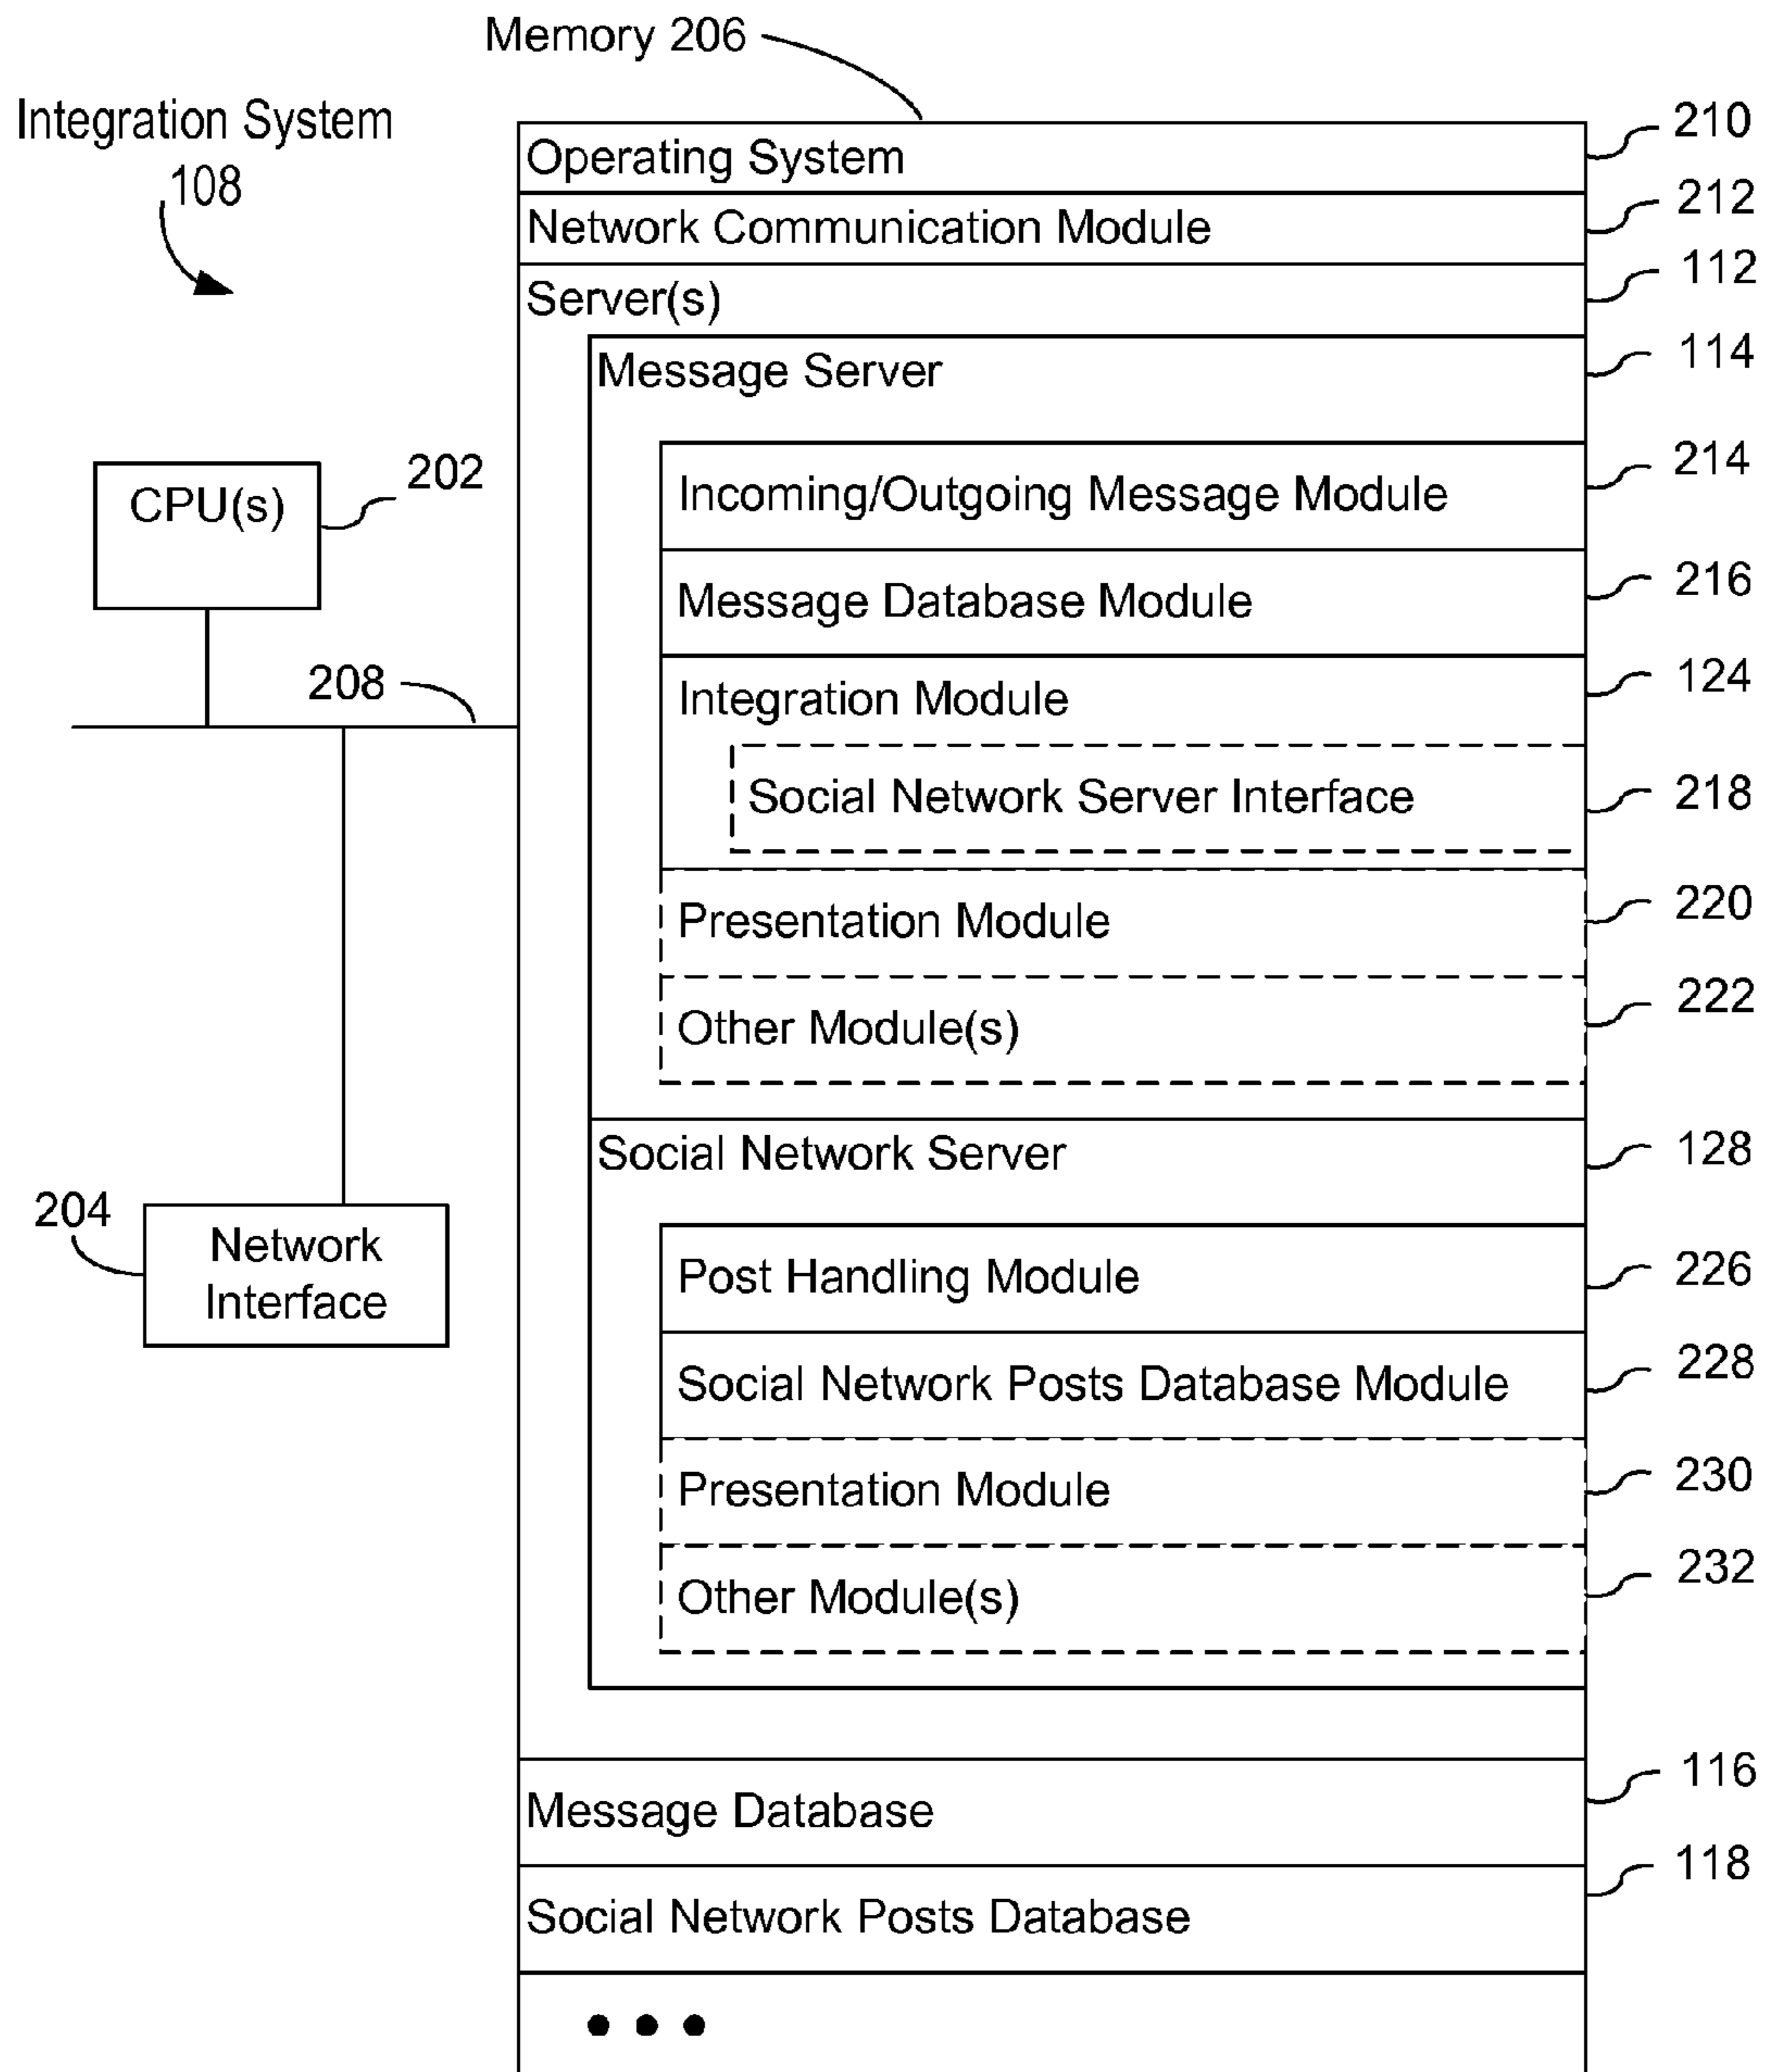 Memory 206
Integration System
108
Operating System
210
Network Communication Module
212
Server(s)
112
Message Server
114
Incoming/Outgoing Message Module
214
CPU(s)
202
Message Database Module
216
Integration Module
124
208
Social Network Server Interface
218
Presentation Module
220
Other Module(s)
222
Social Network Server
128
204
Network
Interface
Post Handling Module
226
Social Network Posts Database Module
228
Presentation Module
230
Other Module(s)
232
Message Database
116
Social Network Posts Database
118